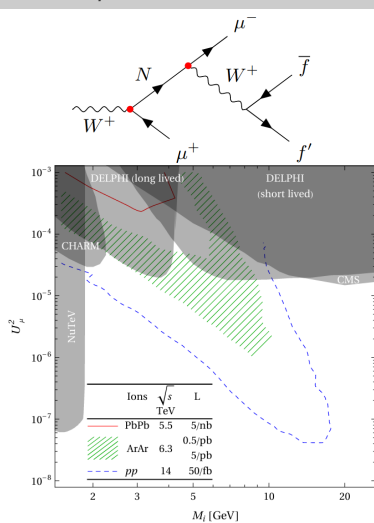 μ⁻
N
W⁺
f̄
W⁺
μ⁺
f′
10⁻³
DELPHI (long lived)
DELPHI
(short lived)
10⁻⁴
CHARM
CMS
10⁻⁵
U²μ
NuTeV
10⁻⁶
Ions √s L
TeV
PbPb 5.5 5/nb
0.5/pb
ArAr 6.3
5/pb
10⁻⁷
pp 14 50/fb
10⁻⁸
2 3 5 10 20
Mᵢ [GeV]